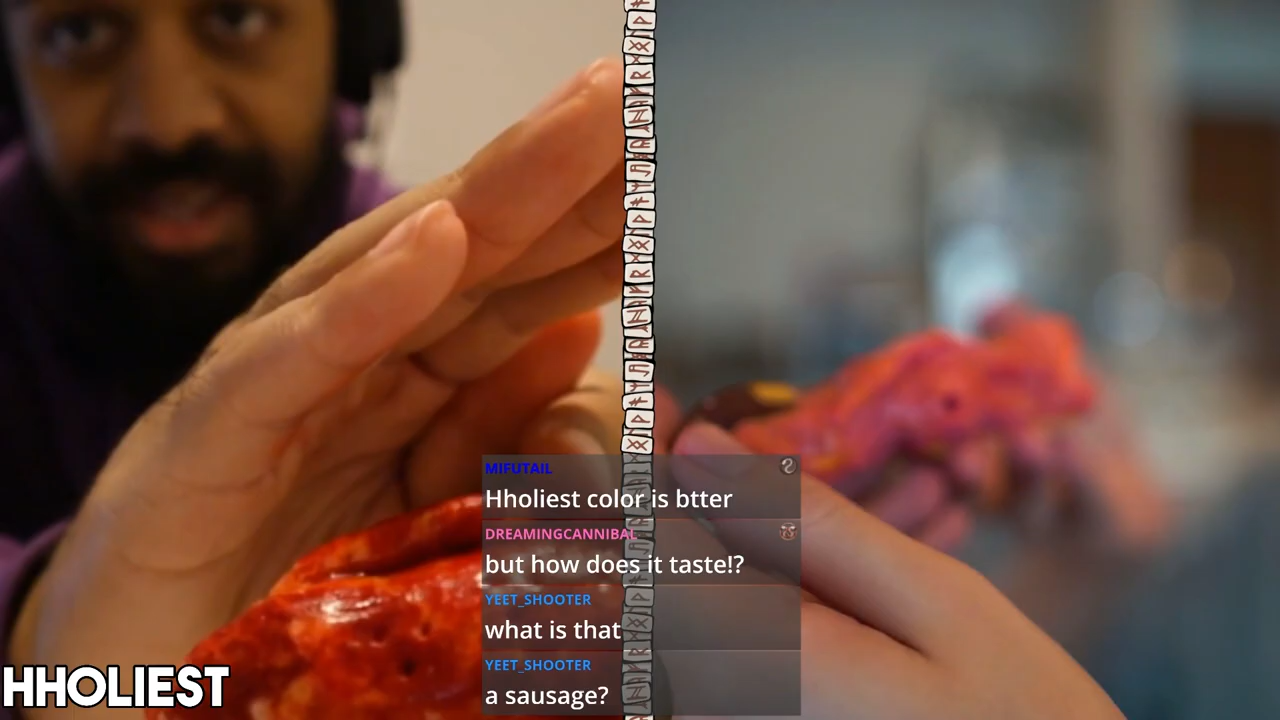 MIFUTAIL
Hholiest color is btter
DREAMINGCANNIBAL
but how does it taste!?
YEET_SHOOTER
what is that
YEET_SHOOTER
a sausage?
HHOLIEST